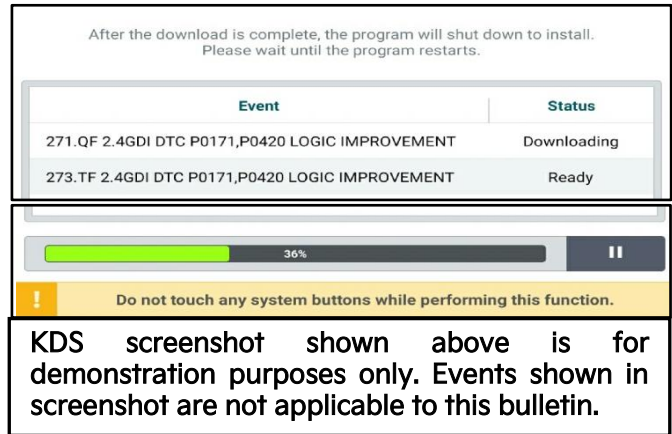 After the download is complete, the program will shut down to install.
Please wait until the program restarts.
Event Status
271.QF 2.4GDI DTC P0171,P0420 LOGIC IMPROVEMENT Downloading
273.TF 2.4GDI DTC P0171,P0420 LOGIC IMPROVEMENT Ready
36%
! Do not touch any system buttons while performing this function.
KDS screenshot shown above is for
demonstration purposes only. Events shown in
screenshot are not applicable to this bulletin.